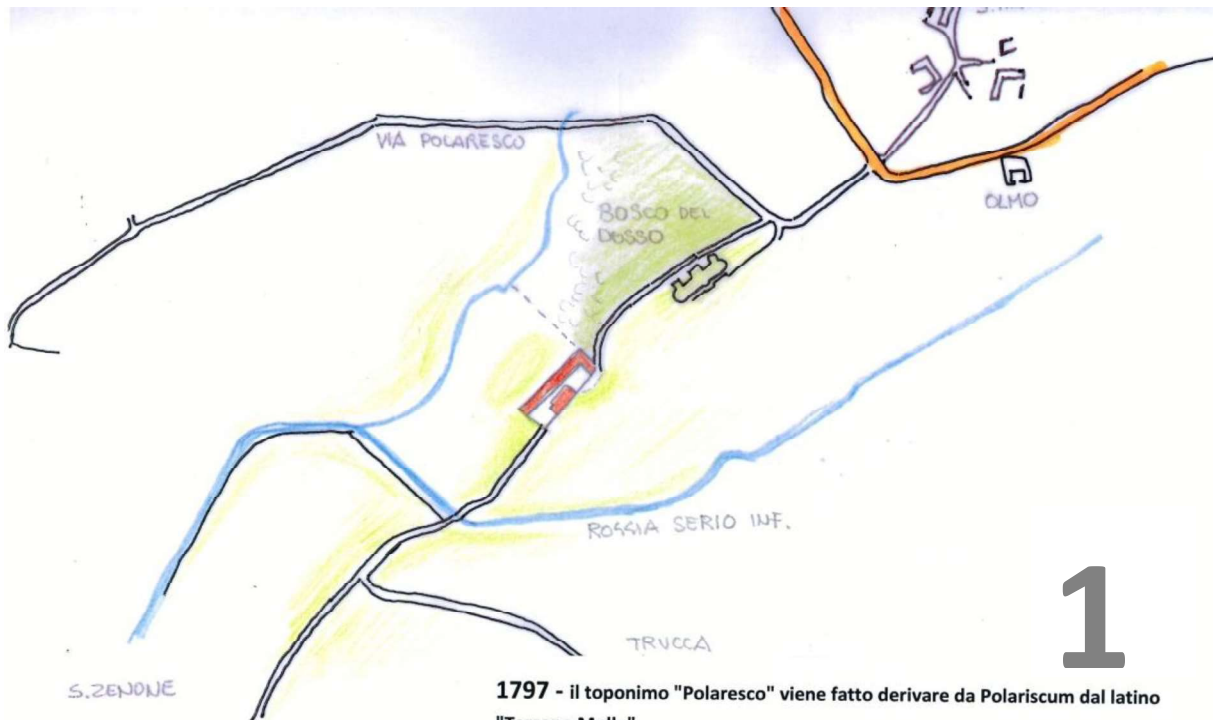 VIA POLARESCO
BOSCO DEL
DOSSO
OLMO
ROGGIA SERIO INF.
1
TRUCCA
S. ZENONE
1797 - il toponimo "Polaresco" viene fatto derivare da Polariscum dal latino